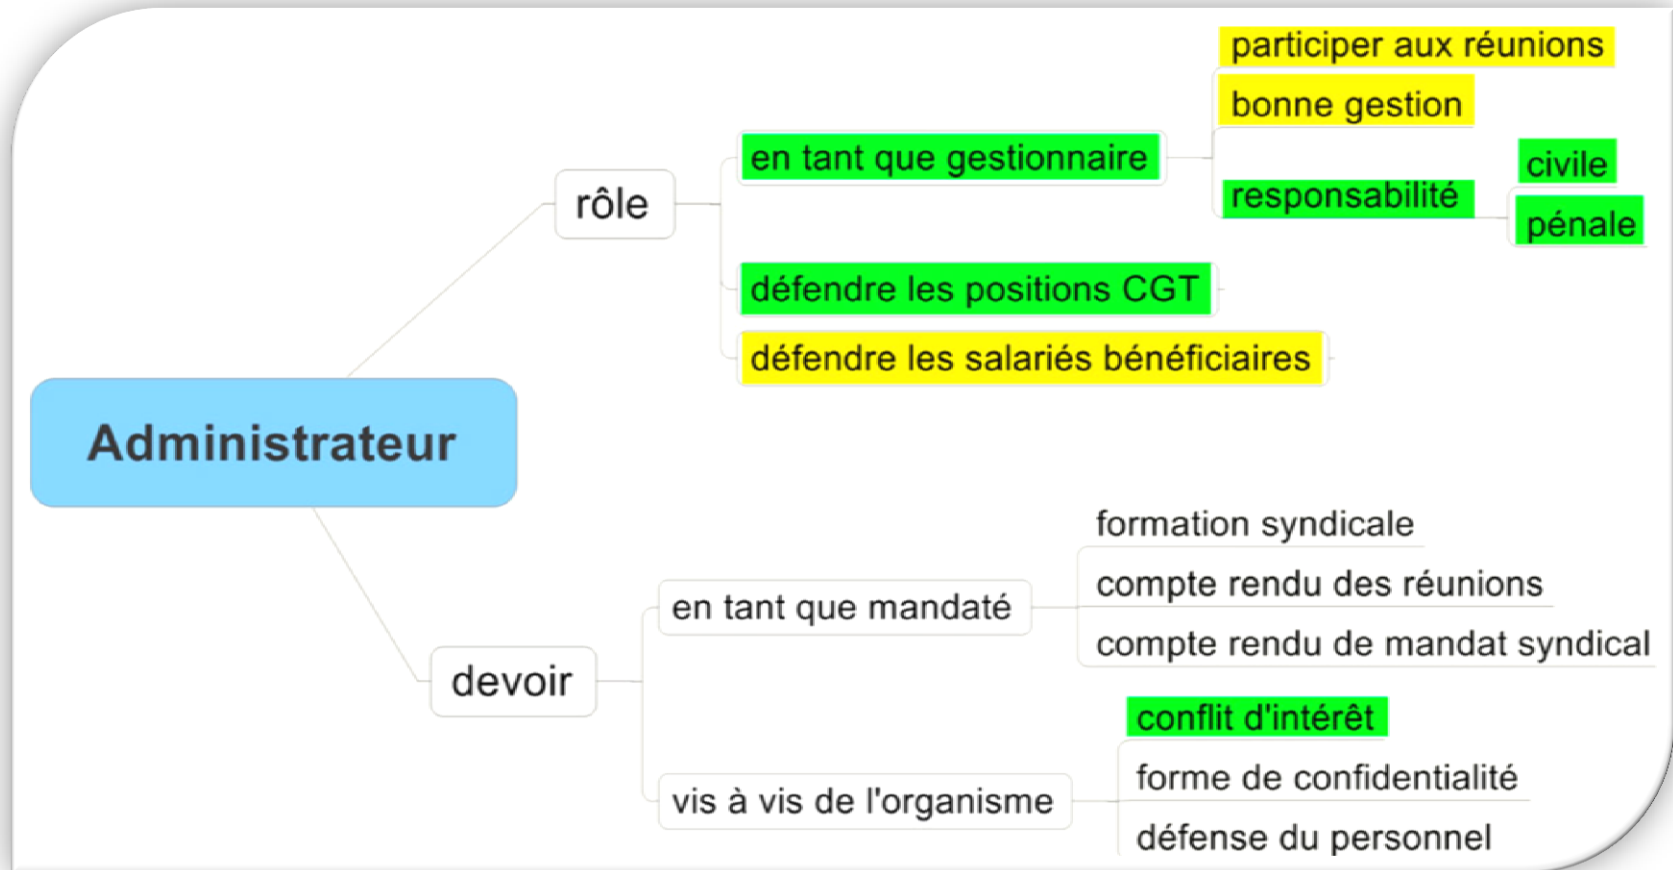 Administrateur
rôle
en tant que gestionnaire
participer aux réunions
bonne gestion
responsabilité
civile
pénale
défendre les positions CGT
défendre les salariés bénéficiaires
devoir
en tant que mandaté
formation syndicale
compte rendu des réunions
compte rendu de mandat syndical
vis à vis de l'organisme
conflit d'intérêt
forme de confidentialité
défense du personnel